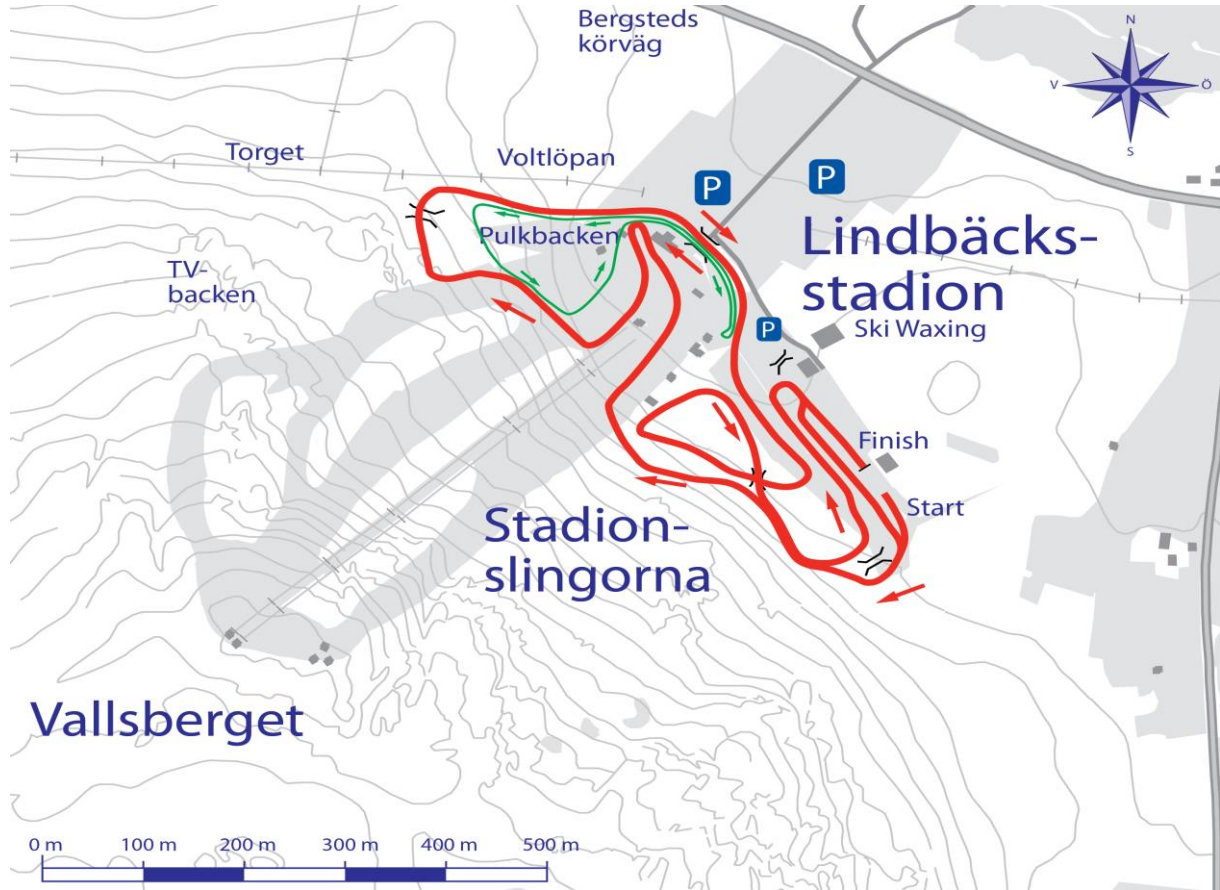 Bergsteds
körväg
N
V
Ö
S
Torget
Voltlöpan
P
P
Pulkbacken
Lindbäcks-
stadion
TV-
backen
P
Ski Waxing
Finish
Start
Stadion-
slingorna
Vallsberget
0 m
100 m
200 m
300 m
400 m
500 m